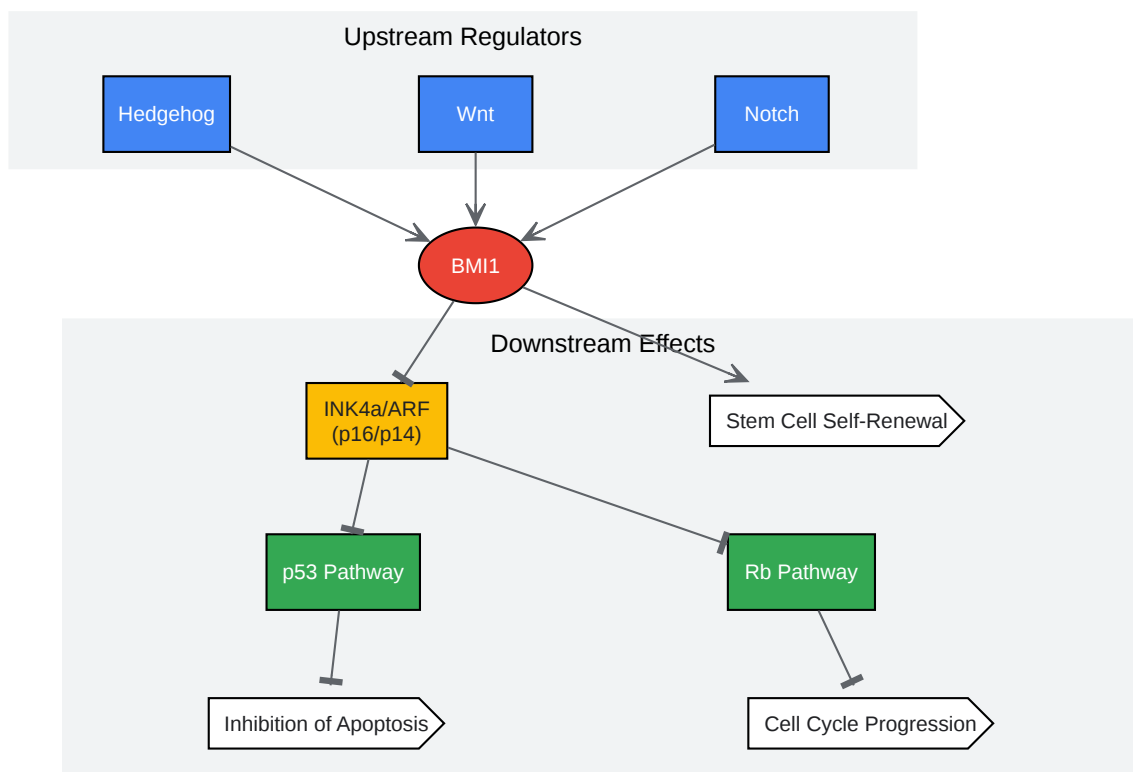 Upstream Regulators
Hedgehog
Wnt
Notch
BMI1
Downstream Effects
INK4a/ARF
(p16/p14)
Stem Cell Self-Renewal
p53 Pathway
Rb Pathway
Inhibition of Apoptosis
Cell Cycle Progression